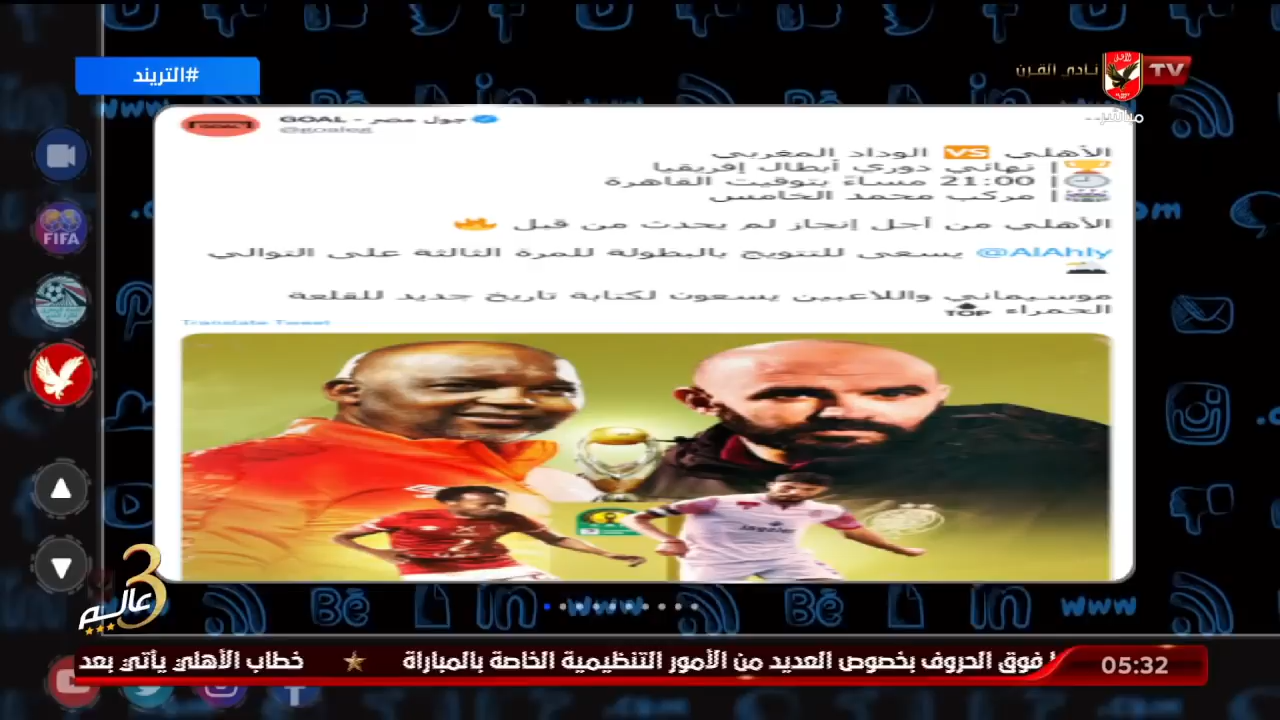 #التريند
نادي القرن
TV
مباشر
GOAL - جول مصر
@goaleg
الأهلي VS الوداد المغربي
| نهائي دوري أبطال إفريقيا
| 21:00 مساءً بتوقيت القاهرة
| مركب محمد الخامس
الأهلي من أجل إنجاز لم يحدث من قبل
@AlAhly يسعى للتتويج بالبطولة للمرة الثالثة على التوالي
موسيماني واللاعبين يسعون لكتابة تاريخ جديد للقلعة
الحمراء TOP
Translate Tweet
FIFA
3 عالم
فوق الحروف بخصوص العديد من الأمور التنظيمية الخاصة بالمباراة ★ خطاب الأهلي يأتي بعد
05:32